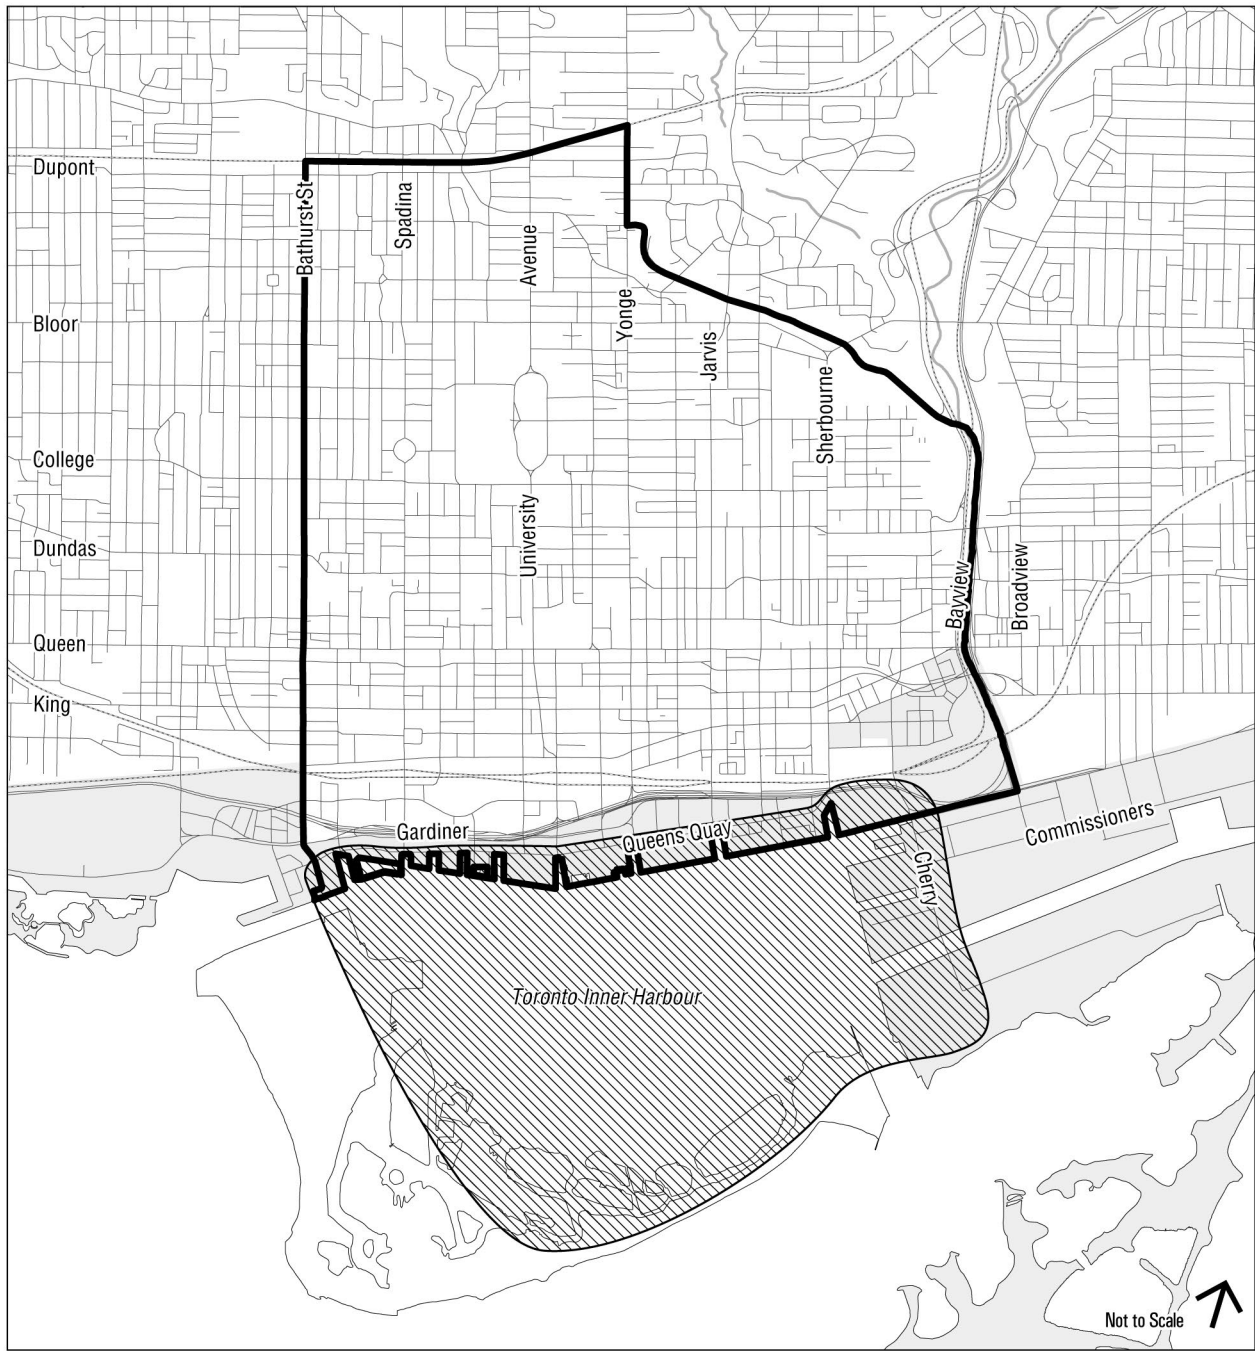 Dupont
Bathurst St
Spadina
Avenue
Yonge
Bloor
Jarvis
Sherbourne
College
University
Dundas
Bayview
Broadview
Queen
King
Gardiner
Queens Quay
Commissioners
Cherry
Toronto Inner Harbour
Not to Scale